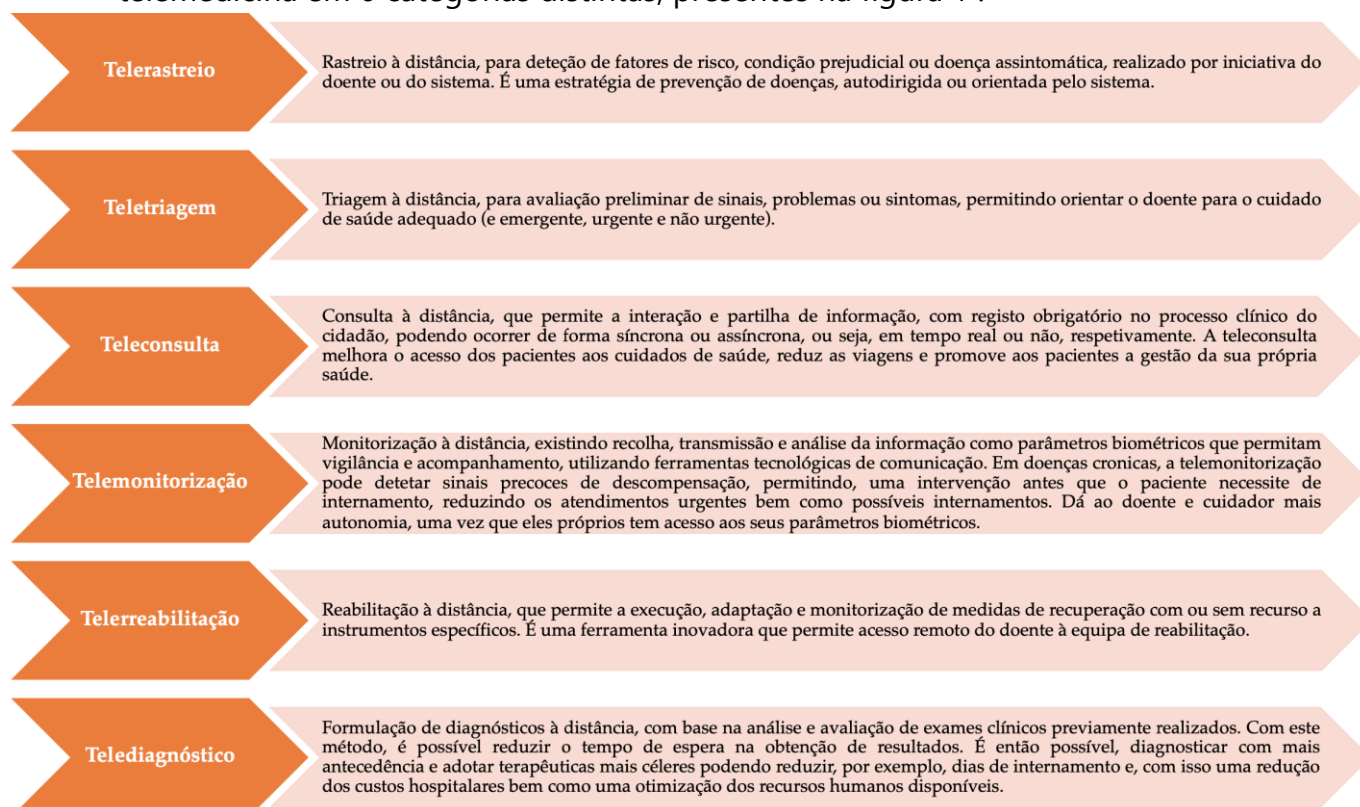 telemedicina em 6 categorias distintas, presentes na figura 1 .
Telerastreio
Rastreio à distância, para deteção de fatores de risco, condição prejudicial ou doença assintomática, realizado por iniciativa do
doente ou do sistema. É uma estratégia de prevenção de doenças, autodirigida ou orientada pelo sistema.
Teletriagem
Triagem à distância, para avaliação preliminar de sinais, problemas ou sintomas, permitindo orientar o doente para o cuidado
de saúde adequado (e emergente, urgente e não urgente).
Teleconsulta
Consulta à distância, que permite a interação e partilha de informação, com registo obrigatório no processo clínico do
cidadão, podendo ocorrer de forma síncrona ou assíncrona, ou seja, em tempo real ou não, respetivamente. A teleconsulta
melhora o acesso dos pacientes aos cuidados de saúde, reduz as viagens e promove aos pacientes a gestão da sua própria
saúde.
Telemonitorização
Monitorização à distância, existindo recolha, transmissão e análise da informação como parâmetros biométricos que permitam
vigilância e acompanhamento, utilizando ferramentas tecnológicas de comunicação. Em doenças cronicas, a telemonitorização
pode detetar sinais precoces de descompensação, permitindo, uma intervenção antes que o paciente necessite de
internamento, reduzindo os atendimentos urgentes bem como possíveis internamentos. Dá ao doente e cuidador mais
autonomia, uma vez que eles próprios tem acesso aos seus parâmetros biométricos.
Telerreabilitação
Reabilitação à distância, que permite a execução, adaptação e monitorização de medidas de recuperação com ou sem recurso a
instrumentos específicos. É uma ferramenta inovadora que permite acesso remoto do doente à equipa de reabilitação.
Telediagnóstico
Formulação de diagnósticos à distância, com base na análise e avaliação de exames clínicos previamente realizados. Com este
método, é possível reduzir o tempo de espera na obtenção de resultados. É então possível, diagnosticar com mais
antecedência e adotar terapêuticas mais céleres podendo reduzir, por exemplo, dias de internamento e, com isso uma redução
dos custos hospitalares bem como uma otimização dos recursos humanos disponíveis.